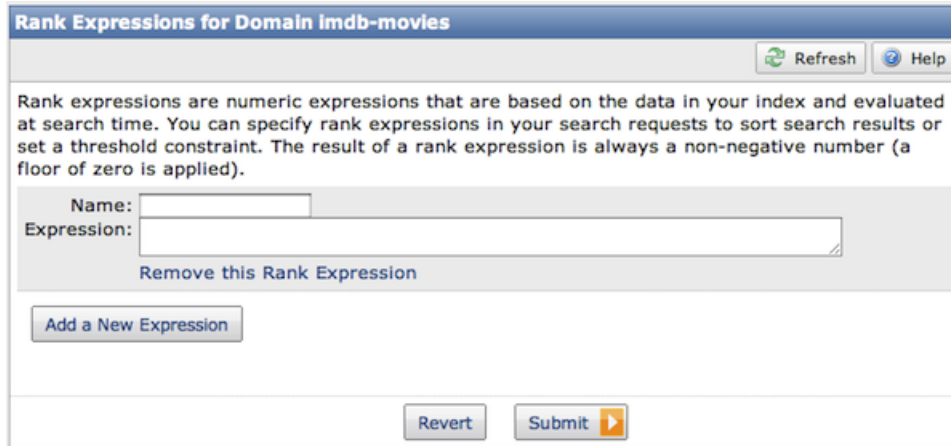 Rank Expressions for Domain imdb-movies
Refresh Help
Rank expressions are numeric expressions that are based on the data in your index and evaluated
at search time. You can specify rank expressions in your search requests to sort search results or
set a threshold constraint. The result of a rank expression is always a non-negative number (a
floor of zero is applied).
Name:
Expression:
Remove this Rank Expression
Add a New Expression
Revert Submit